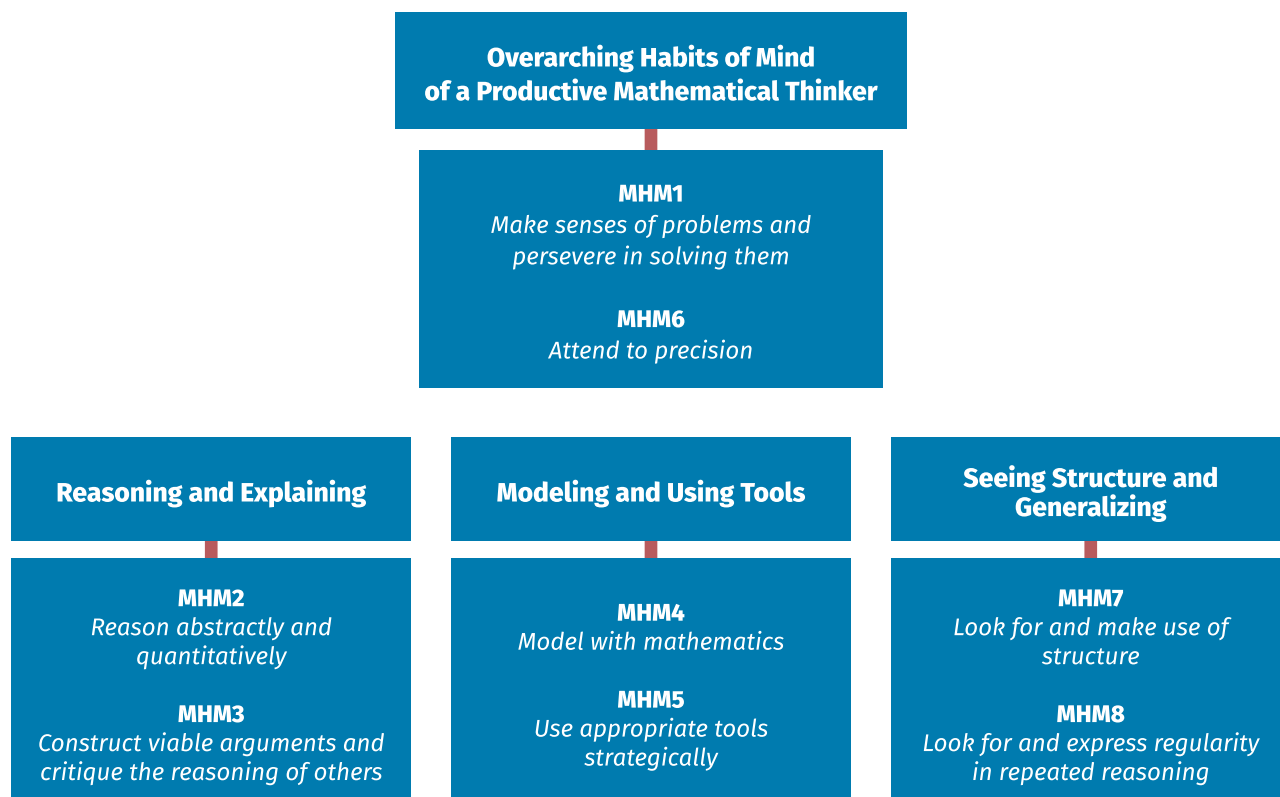 Overarching Habits of Mind
of a Productive Mathematical Thinker
MHM1
Make senses of problems and
persevere in solving them
MHM6
Attend to precision
Reasoning and Explaining
MHM2
Reason abstractly and
quantitatively
MHM3
Construct viable arguments and
critique the reasoning of others
Modeling and Using Tools
MHM4
Model with mathematics
MHM5
Use appropriate tools
strategically
Seeing Structure and
Generalizing
MHM7
Look for and make use of
structure
MHM8
Look for and express regularity
in repeated reasoning